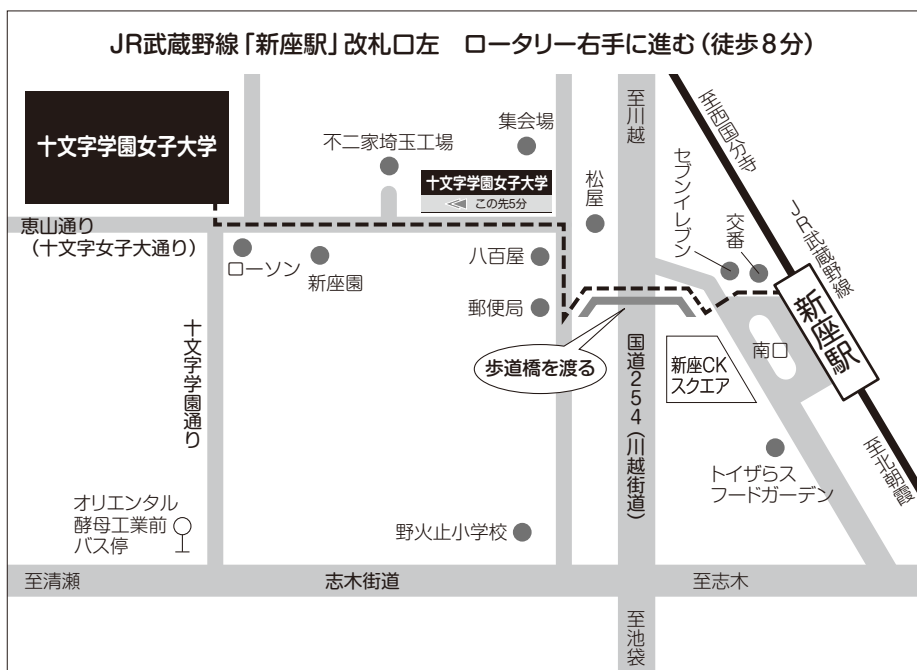 JR武蔵野線「新座駅」改札口左　ロータリー右手に進む（徒歩8分）
十文字学園女子大学
不二家埼玉工場
集会場
十文字学園女子大学
この先5分
松屋
至川越
セブンイレブン
交番
至西国分寺
JR武蔵野線
恵山通り
（十文字女子大通り）
ローソン
新座園
八百屋
郵便局
歩道橋を渡る
国道254（川越街道）
新座CK
スクエア
南口
新座駅
十文字学園通り
トイザらス
フードガーデン
至北朝霞
オリエンタル
酵母工業前
バス停
野火止小学校
至清瀬
志木街道
至志木
至池袋